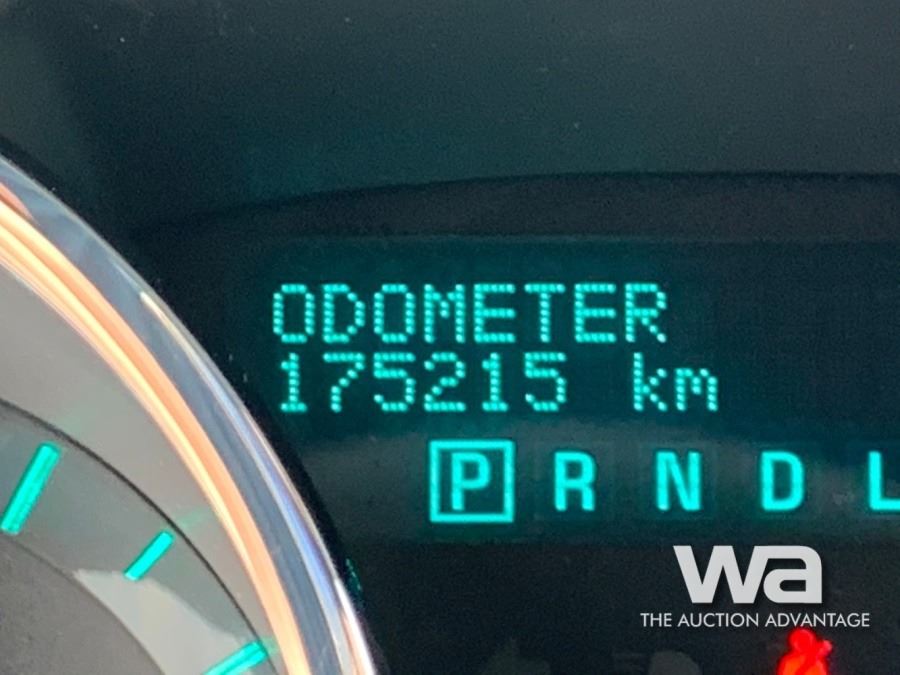 ODOMETER
175215 km
P R N D L
wa
THE AUCTION ADVANTAGE